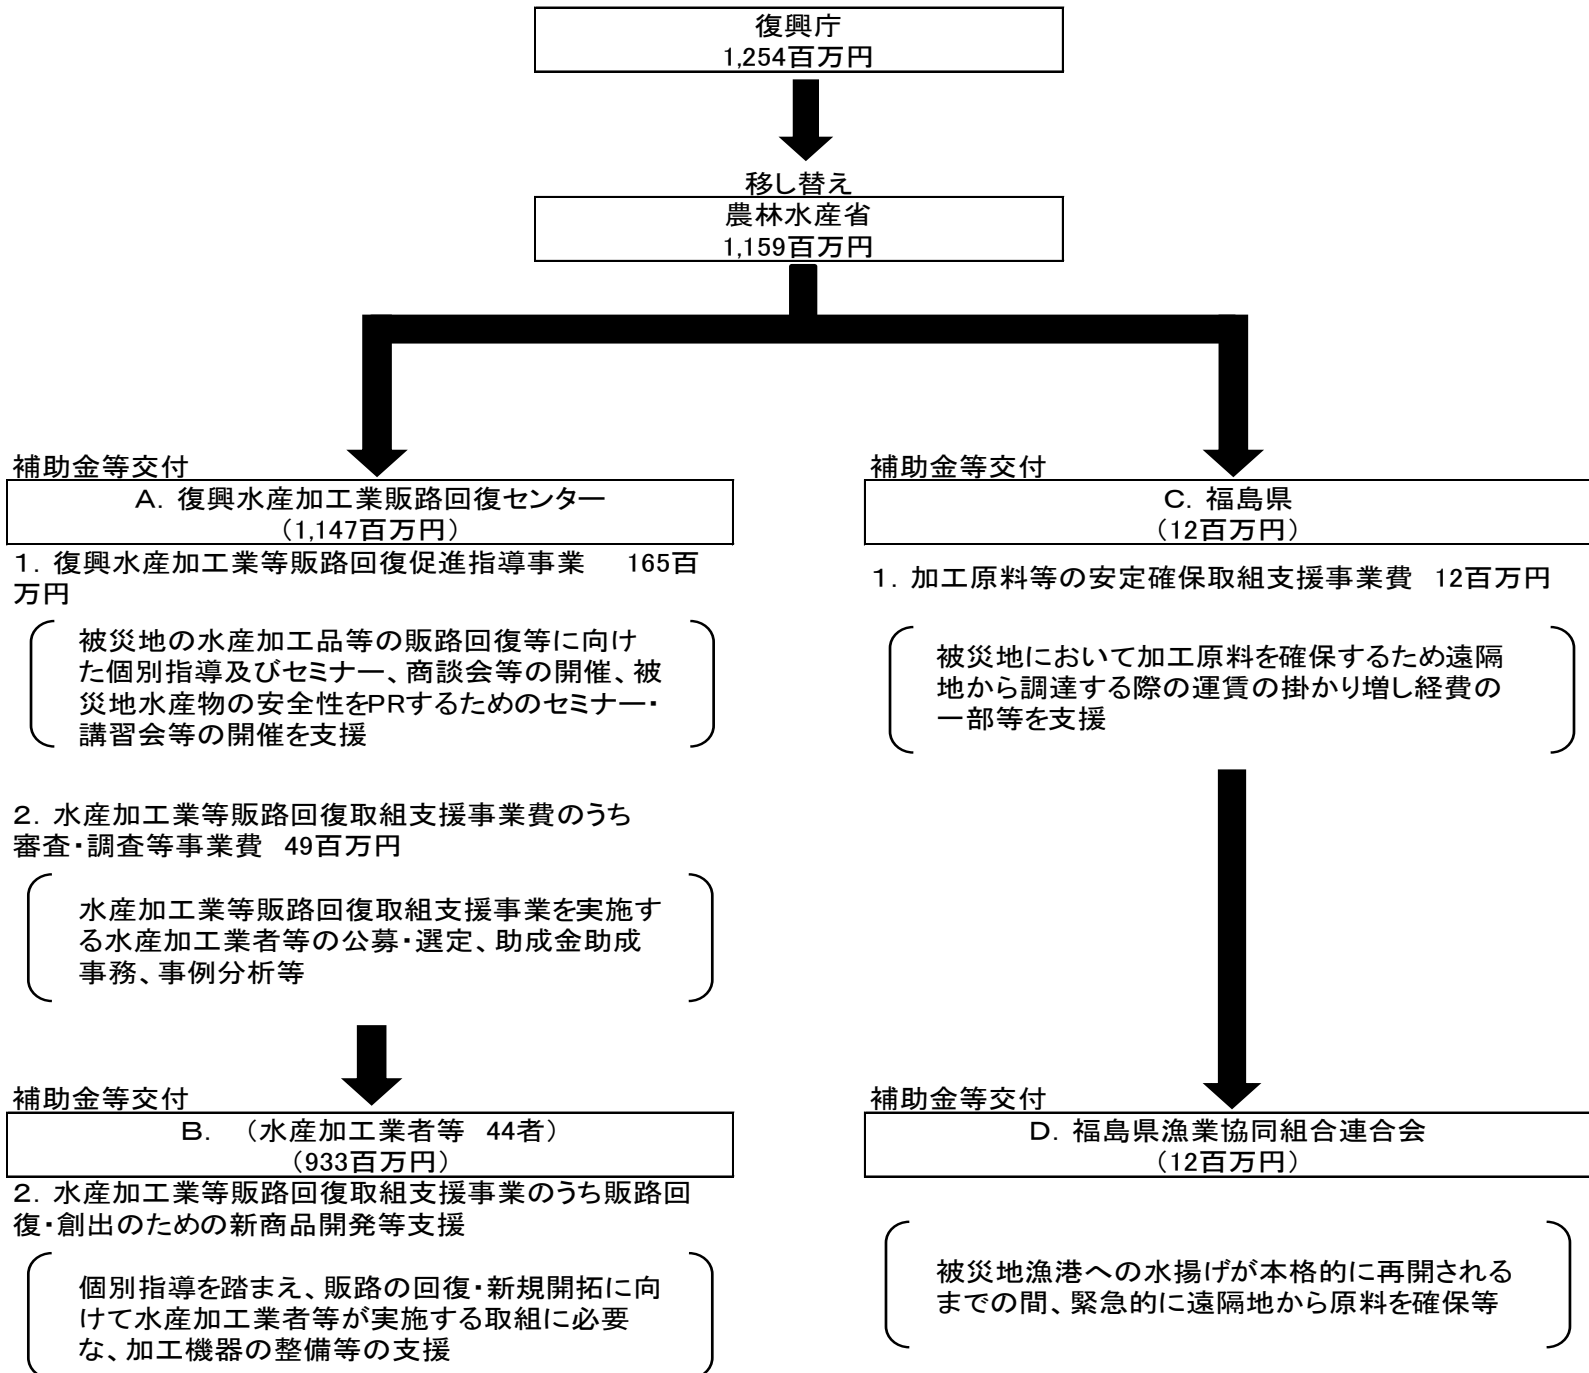 復興庁
1,254百万円
移し替え
農林水産省
1,159百万円
補助金等交付
A．復興水産加工業販路回復センター
（1,147百万円）
1．復興水産加工業等販路回復促進指導事業　　165百
万円
被災地の水産加工品等の販路回復等に向け
た個別指導及びセミナー、商談会等の開催、被
災地水産物の安全性をPRするためのセミナー・
講習会等の開催を支援
2．水産加工業等販路回復取組支援事業費のうち
審査・調査等事業費　49百万円
水産加工業等販路回復取組支援事業を実施す
る水産加工業者等の公募・選定、助成金助成
事務、事例分析等
補助金等交付
B．　（水産加工業者等　44者）
（933百万円）
2．水産加工業等販路回復取組支援事業のうち販路回
復・創出のための新商品開発等支援
個別指導を踏まえ、販路の回復・新規開拓に向
けて水産加工業者等が実施する取組に必要
な、加工機器の整備等の支援
補助金等交付
C．福島県
（12百万円）
1．加工原料等の安定確保取組支援事業費　12百万円
被災地において加工原料を確保するため遠隔
地から調達する際の運賃の掛かり増し経費の
一部等を支援
補助金等交付
D．福島県漁業協同組合連合会
（12百万円）
被災地漁港への水揚げが本格的に再開される
までの間、緊急的に遠隔地から原料を確保等